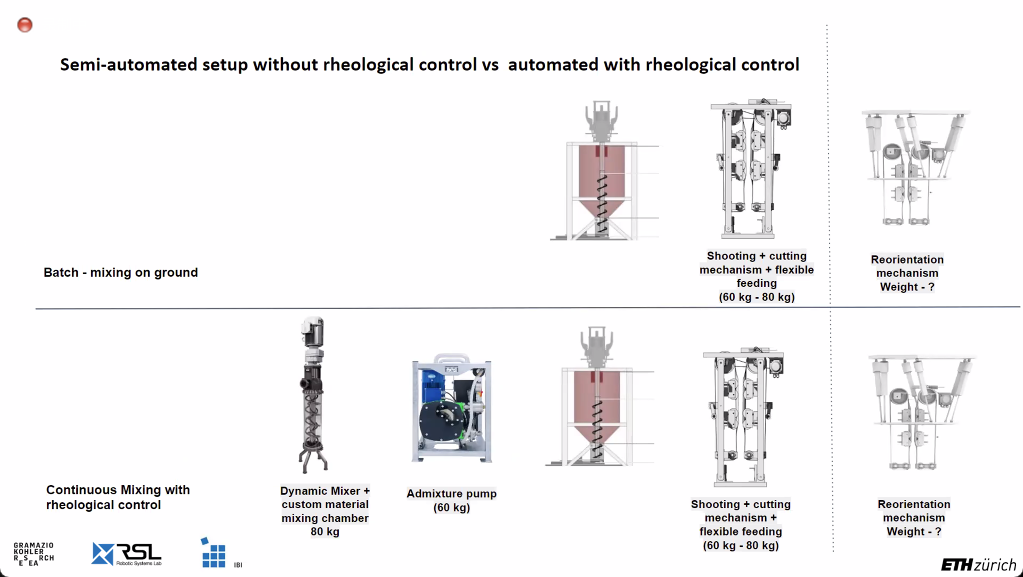 Semi-automated setup without rheological control vs automated with rheological control
Batch - mixing on ground
Shooting + cutting
mechanism + flexible
feeding
(60 kg - 80 kg)
Reorientation
mechanism
Weight - ?
Continuous Mixing with
rheological control
Dynamic Mixer +
custom material
mixing chamber
80 kg
Admixture pump
(60 kg)
Shooting + cutting
mechanism +
flexible feeding
(60 kg - 80 kg)
Reorientation
mechanism
Weight - ?
GRAMAZIO
KOHLER
R S RCH
E EA
RSL
Robotic Systems Lab
IBI
ETH zürich